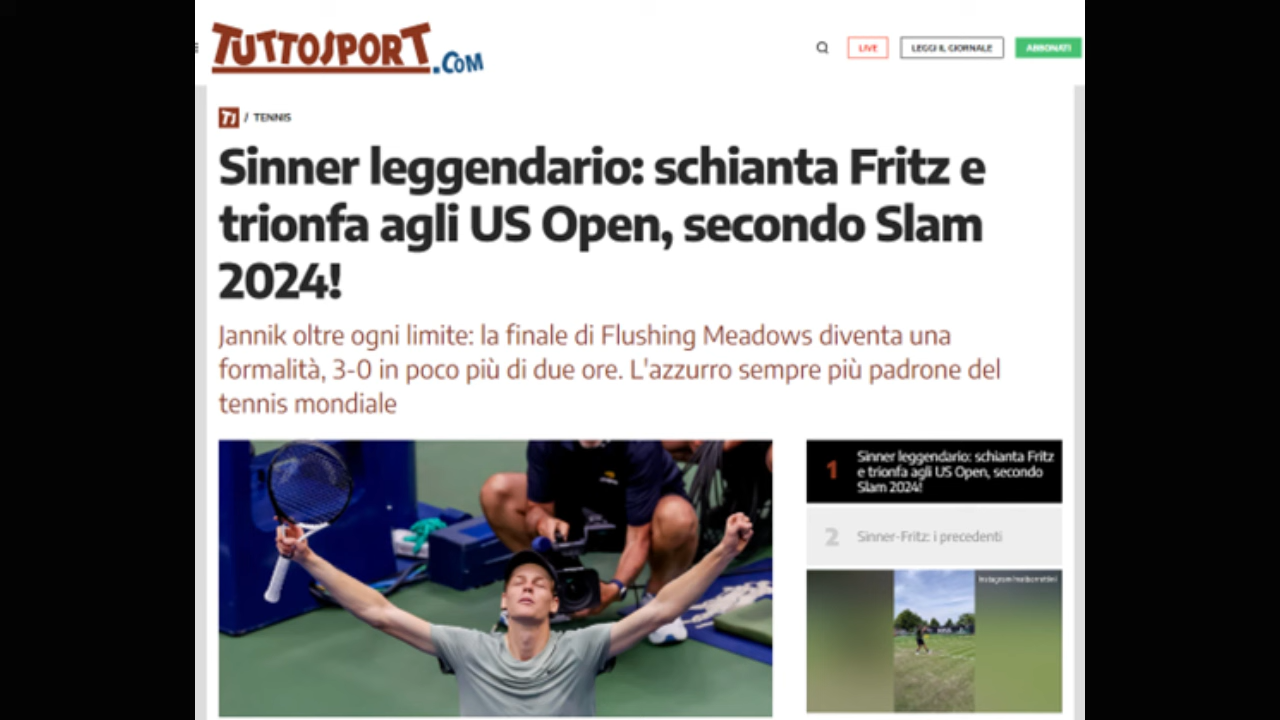 TUTTOSPORT.COM
LIVE
LEGGI IL GIORNALE
ABBONATI
TJ / TENNIS
Sinner leggendario: schianta Fritz e
trionfa agli US Open, secondo Slam
2024!
Jannik oltre ogni limite: la finale di Flushing Meadows diventa una
formalità, 3-0 in poco più di due ore. L'azzurro sempre più padrone del
tennis mondiale
1
Sinner leggendario: schianta Fritz
e trionfa agli US Open, secondo
Slam 2024!
2
Sinner-Fritz: i precedenti